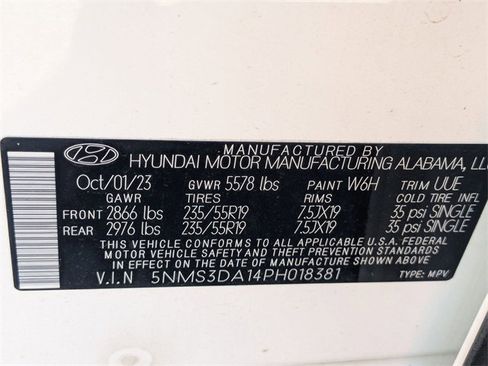 MANUFACTURED BY
HYUNDAI MOTOR MANUFACTURING ALABAMA, LLC
Oct/01/23 GVWR 5578 lbs PAINT W6H TRIM UUE
GAWR TIRES RIMS COLD TIRE INFL
FRONT 2866 lbs 235/55R19 7.5JX19 35 psi SINGLE
REAR 2976 lbs 235/55R19 7.5JX19 35 psi SINGLE
THIS VEHICLE CONFORMS TO ALL APPLICABLE U.S.A. FEDERAL
MOTOR VEHICLE SAFETY AND THEFT PREVENTION STANDARDS
IN EFFECT ON THE DATE OF MANUFACTURE SHOWN ABOVE.
V.I.N 5NMS3DA14PH018381 TYPE: MPV